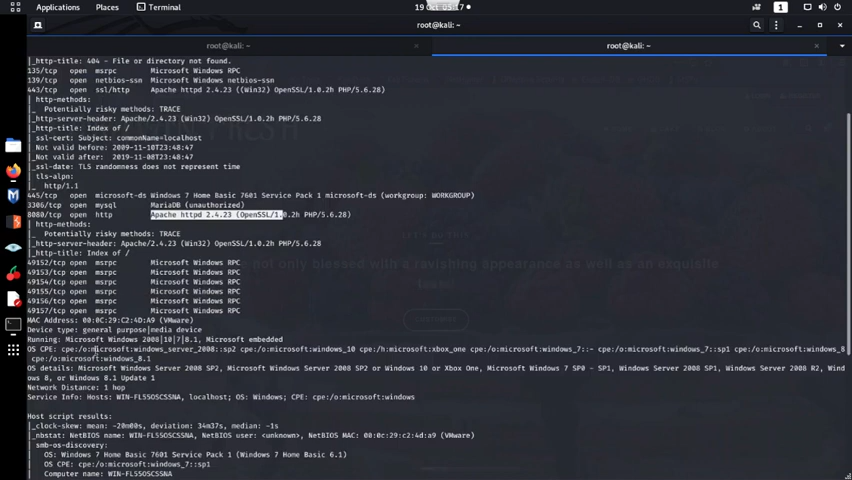 Applications Places Terminal 19 Oct 05:17 1
root@kali: ~
root@kali: ~ root@kali: ~
|_http-title: 404 - File or directory not found.
135/tcp open msrpc Microsoft Windows RPC
139/tcp open netbios-ssn Microsoft Windows netbios-ssn
443/tcp open ssl/http Apache httpd 2.4.23 ((Win32) OpenSSL/1.0.2h PHP/5.6.28)
| http-methods:
|_ Potentially risky methods: TRACE
|_http-server-header: Apache/2.4.23 (Win32) OpenSSL/1.0.2h PHP/5.6.28
|_http-title: Index of /
| ssl-cert: Subject: commonName=localhost
| Not valid before: 2009-11-10T23:48:47
|_Not valid after: 2019-11-08T23:48:47
|_ssl-date: TLS randomness does not represent time
| tls-alpn:
|_ http/1.1
445/tcp open microsoft-ds Windows 7 Home Basic 7601 Service Pack 1 microsoft-ds (workgroup: WORKGROUP)
3306/tcp open mysql MariaDB (unauthorized)
8080/tcp open http Apache httpd 2.4.23 (OpenSSL/1.0.2h PHP/5.6.28)
| http-methods:
|_ Potentially risky methods: TRACE
|_http-server-header: Apache/2.4.23 (Win32) OpenSSL/1.0.2h PHP/5.6.28
|_http-title: Index of /
49152/tcp open msrpc Microsoft Windows RPC
49153/tcp open msrpc Microsoft Windows RPC
49154/tcp open msrpc Microsoft Windows RPC
49155/tcp open msrpc Microsoft Windows RPC
49156/tcp open msrpc Microsoft Windows RPC
49157/tcp open msrpc Microsoft Windows RPC
MAC Address: 00:0C:29:C2:4D:A9 (VMware)
Device type: general purpose|media device
Running: Microsoft Windows 2008|10|7|8.1, Microsoft embedded
OS CPE: cpe:/o:microsoft:windows_server_2008::sp2 cpe:/o:microsoft:windows_10 cpe:/h:microsoft:xbox_one cpe:/o:microsoft:windows_7::- cpe:/o:microsoft:windows_7::sp1 cpe:/o:microsoft:windows_8
cpe:/o:microsoft:windows_8.1
OS details: Microsoft Windows Server 2008 SP2, Microsoft Windows Server 2008 SP2 or Windows 10 or Xbox One, Microsoft Windows 7 SP0 - SP1, Windows Server 2008 SP1, Windows Server 2008 R2, Wind
ows 8, or Windows 8.1 Update 1
Network Distance: 1 hop
Service Info: Hosts: WIN-FL55OSCSSNA, localhost; OS: Windows; CPE: cpe:/o:microsoft:windows
Host script results:
|_clock-skew: mean: -20m00s, deviation: 34m37s, median: -1s
|_nbstat: NetBIOS name: WIN-FL55OSCSSNA, NetBIOS user: <unknown>, NetBIOS MAC: 00:0c:29:c2:4d:a9 (VMware)
| smb-os-discovery:
| OS: Windows 7 Home Basic 7601 Service Pack 1 (Windows 7 Home Basic 6.1)
| OS CPE: cpe:/o:microsoft:windows_7::sp1
| Computer name: WIN-FL55OSCSSNA